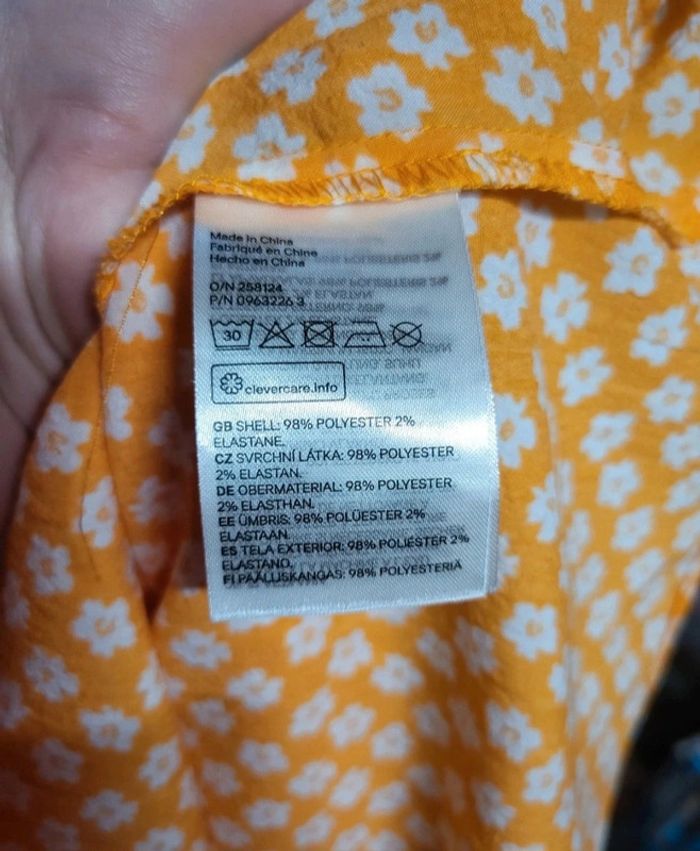 Made in China
Fabriqué en Chine
Hecho en China
O/N 258124
P/N 0963226 3
30
clevercare.info
GB SHELL: 98% POLYESTER 2%
ELASTANE.
CZ SVRCHNÍ LÁTKA: 98% POLYESTER
2% ELASTAN.
DE OBERMATERIAL: 98% POLYESTER
2% ELASTHAN.
EE ÜMBRIS: 98% POLÜESTER 2%
ELASTAAN.
ES TELA EXTERIOR: 98% POLIÉSTER 2%
ELASTANO.
FI PÄÄLLISKANGAS: 98% POLYESTERIÄ